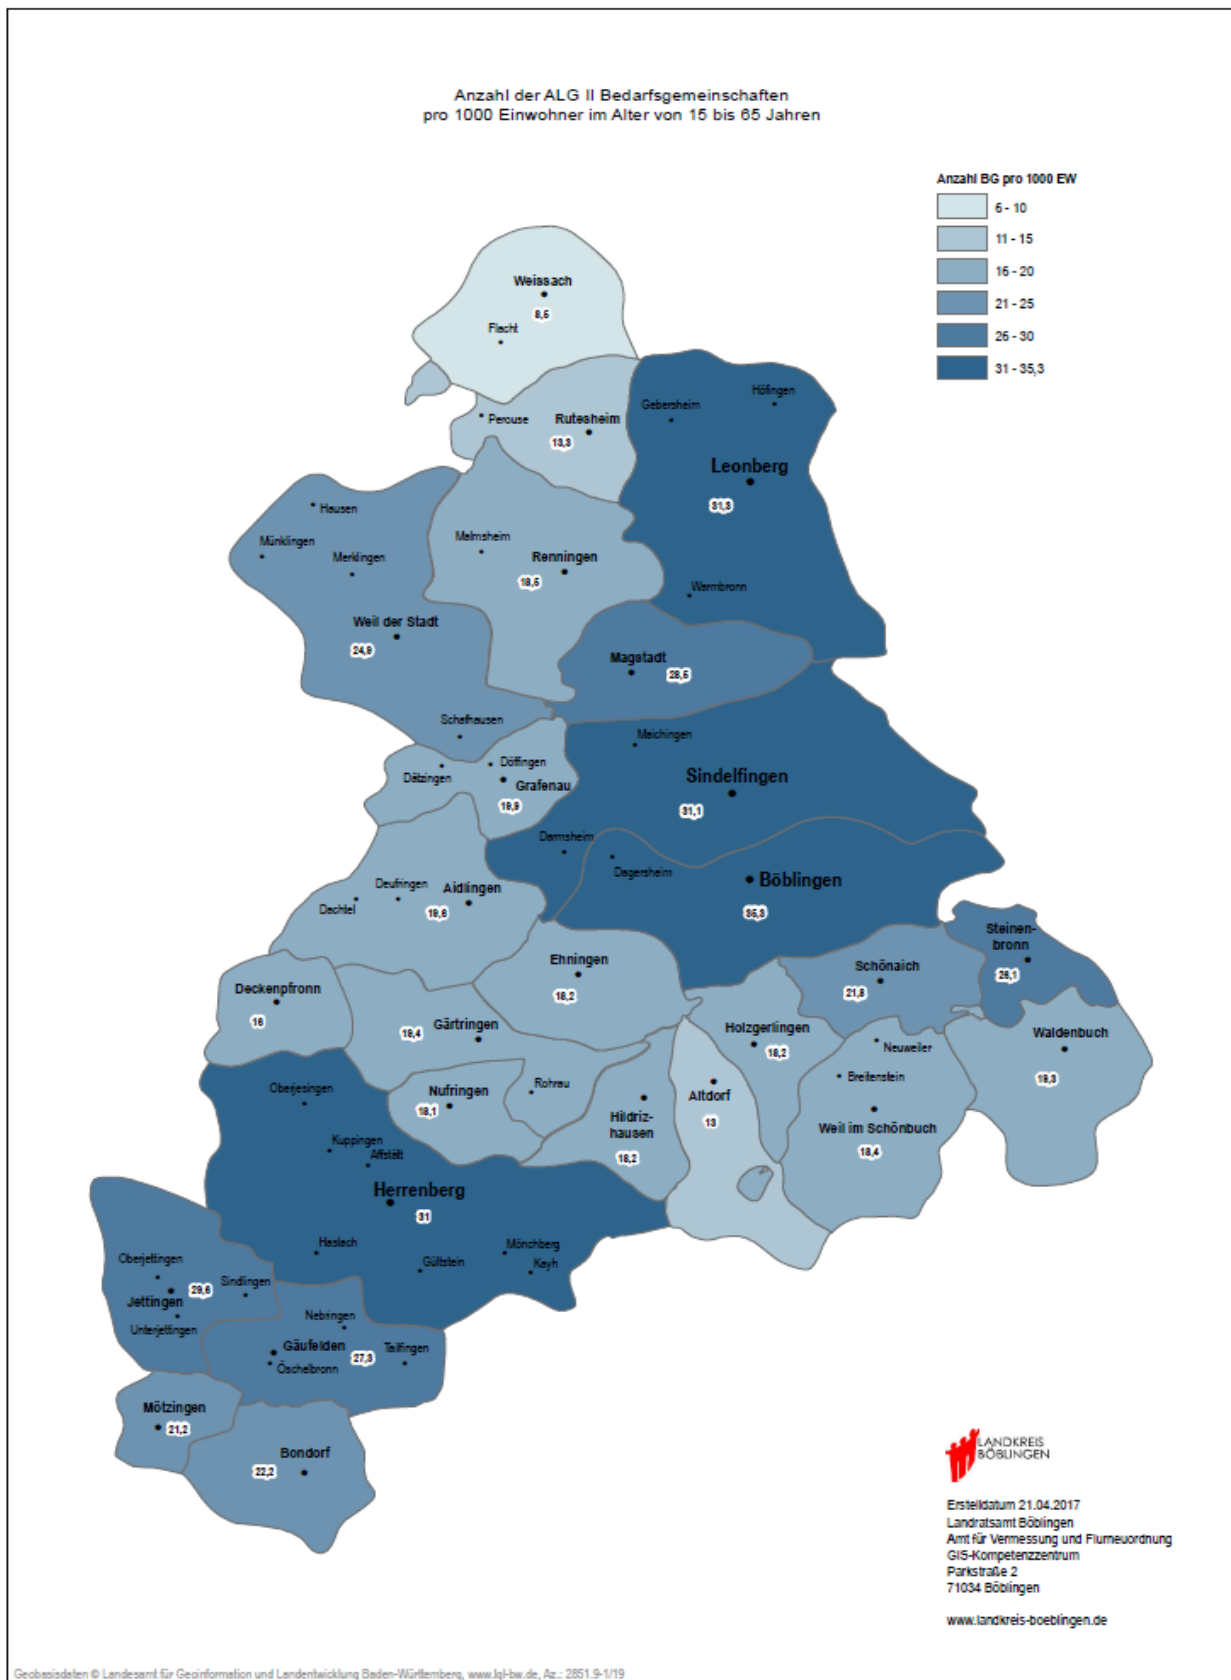 Anzahl der ALG II Bedarfsgemeinschaften
pro 1000 Einwohner im Alter von 15 bis 65 Jahren
Anzahl BG pro 1000 EW
6 - 10
11 - 15
16 - 20
21 - 25
26 - 30
31 - 35,3
Weissach
8,5
Flacht
Perouse
Rutesheim
13,3
Gebersheim
Höfingen
Leonberg
31,3
Warmbronn
Hausen
Münklingen
Merklingen
Weil der Stadt
24,9
Schafhausen
Malmsheim
Renningen
18,5
Magstadt
28,5
Maichingen
Sindelfingen
31,1
Darmsheim
Dätzingen
Döffingen
Grafenau
19,9
Dagersheim
Böblingen
35,3
Deufringen
Aidlingen
Dachtel
19,6
Steinen-
bronn
26,1
Schönaich
21,8
Ehningen
18,2
Deckenpfronn
16
Gärtringen
19,4
Rohrau
Nufringen
18,1
Holzgerlingen
18,2
Neuweiler
Breitenstein
Weil im Schönbuch
18,4
Waldenbuch
19,3
Altdorf
13
Hildriz-
hausen
18,2
Oberjesingen
Kuppingen
Affstätt
Herrenberg
31
Haslach
Gültstein
Mönchberg
Kayh
Oberjettingen
Jettingen
29,6
Sindlingen
Unterjettingen
Nebringen
Gäufelden
27,3
Tailfingen
Öschelbronn
Mötzingen
21,2
Bondorf
22,2
LANDKREIS
BÖBLINGEN
Erstelldatum 21.04.2017
Landratsamt Böblingen
Amt für Vermessung und Flurneuordnung
GIS-Kompetenzzentrum
Parkstraße 2
71034 Böblingen
www.landkreis-boeblingen.de
Geobasisdaten © Landesamt für Geoinformation und Landentwicklung Baden-Württemberg, www.lgl-bw.de, Az.: 2851.9-1/19